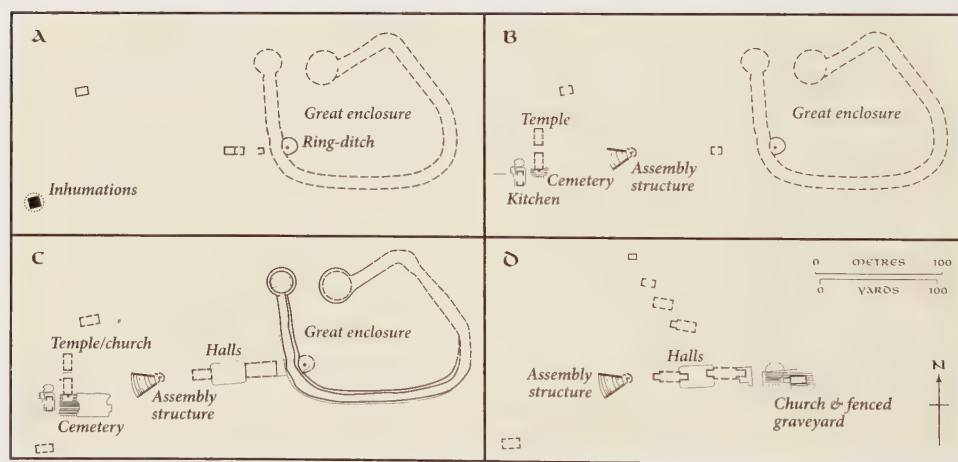 A
Great enclosure
Ring-ditch
Inhumations
B
Great enclosure
Temple
Assembly
structure
Cemetery
Kitchen
C
Great enclosure
Temple/church
Halls
Assembly
structure
Cemetery
D
0 METRES 100
0 YARDS 100
Halls
Assembly
structure
Church & fenced
graveyard
N